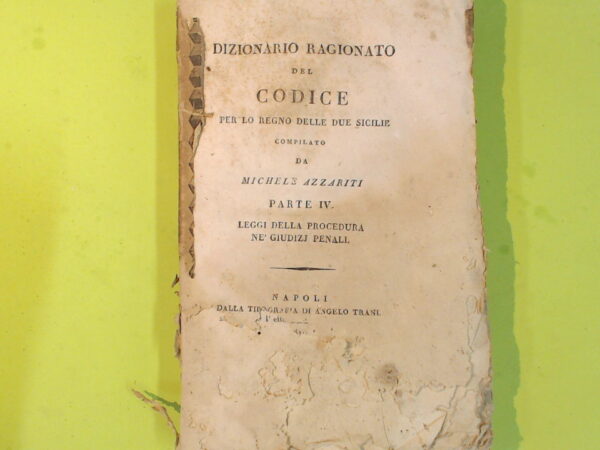 DIZIONARIO RAGIONATO
DEL
CODICE
PER LO REGNO DELLE DUE SICILIE
COMPILATO
DA
MICHELE AZZARITI
PARTE IV.
LEGGI DELLA PROCEDURA
NE' GIUDIZJ PENALI.
NAPOLI
DALLA TIPOGRAFIA DI ANGELO TRANI.